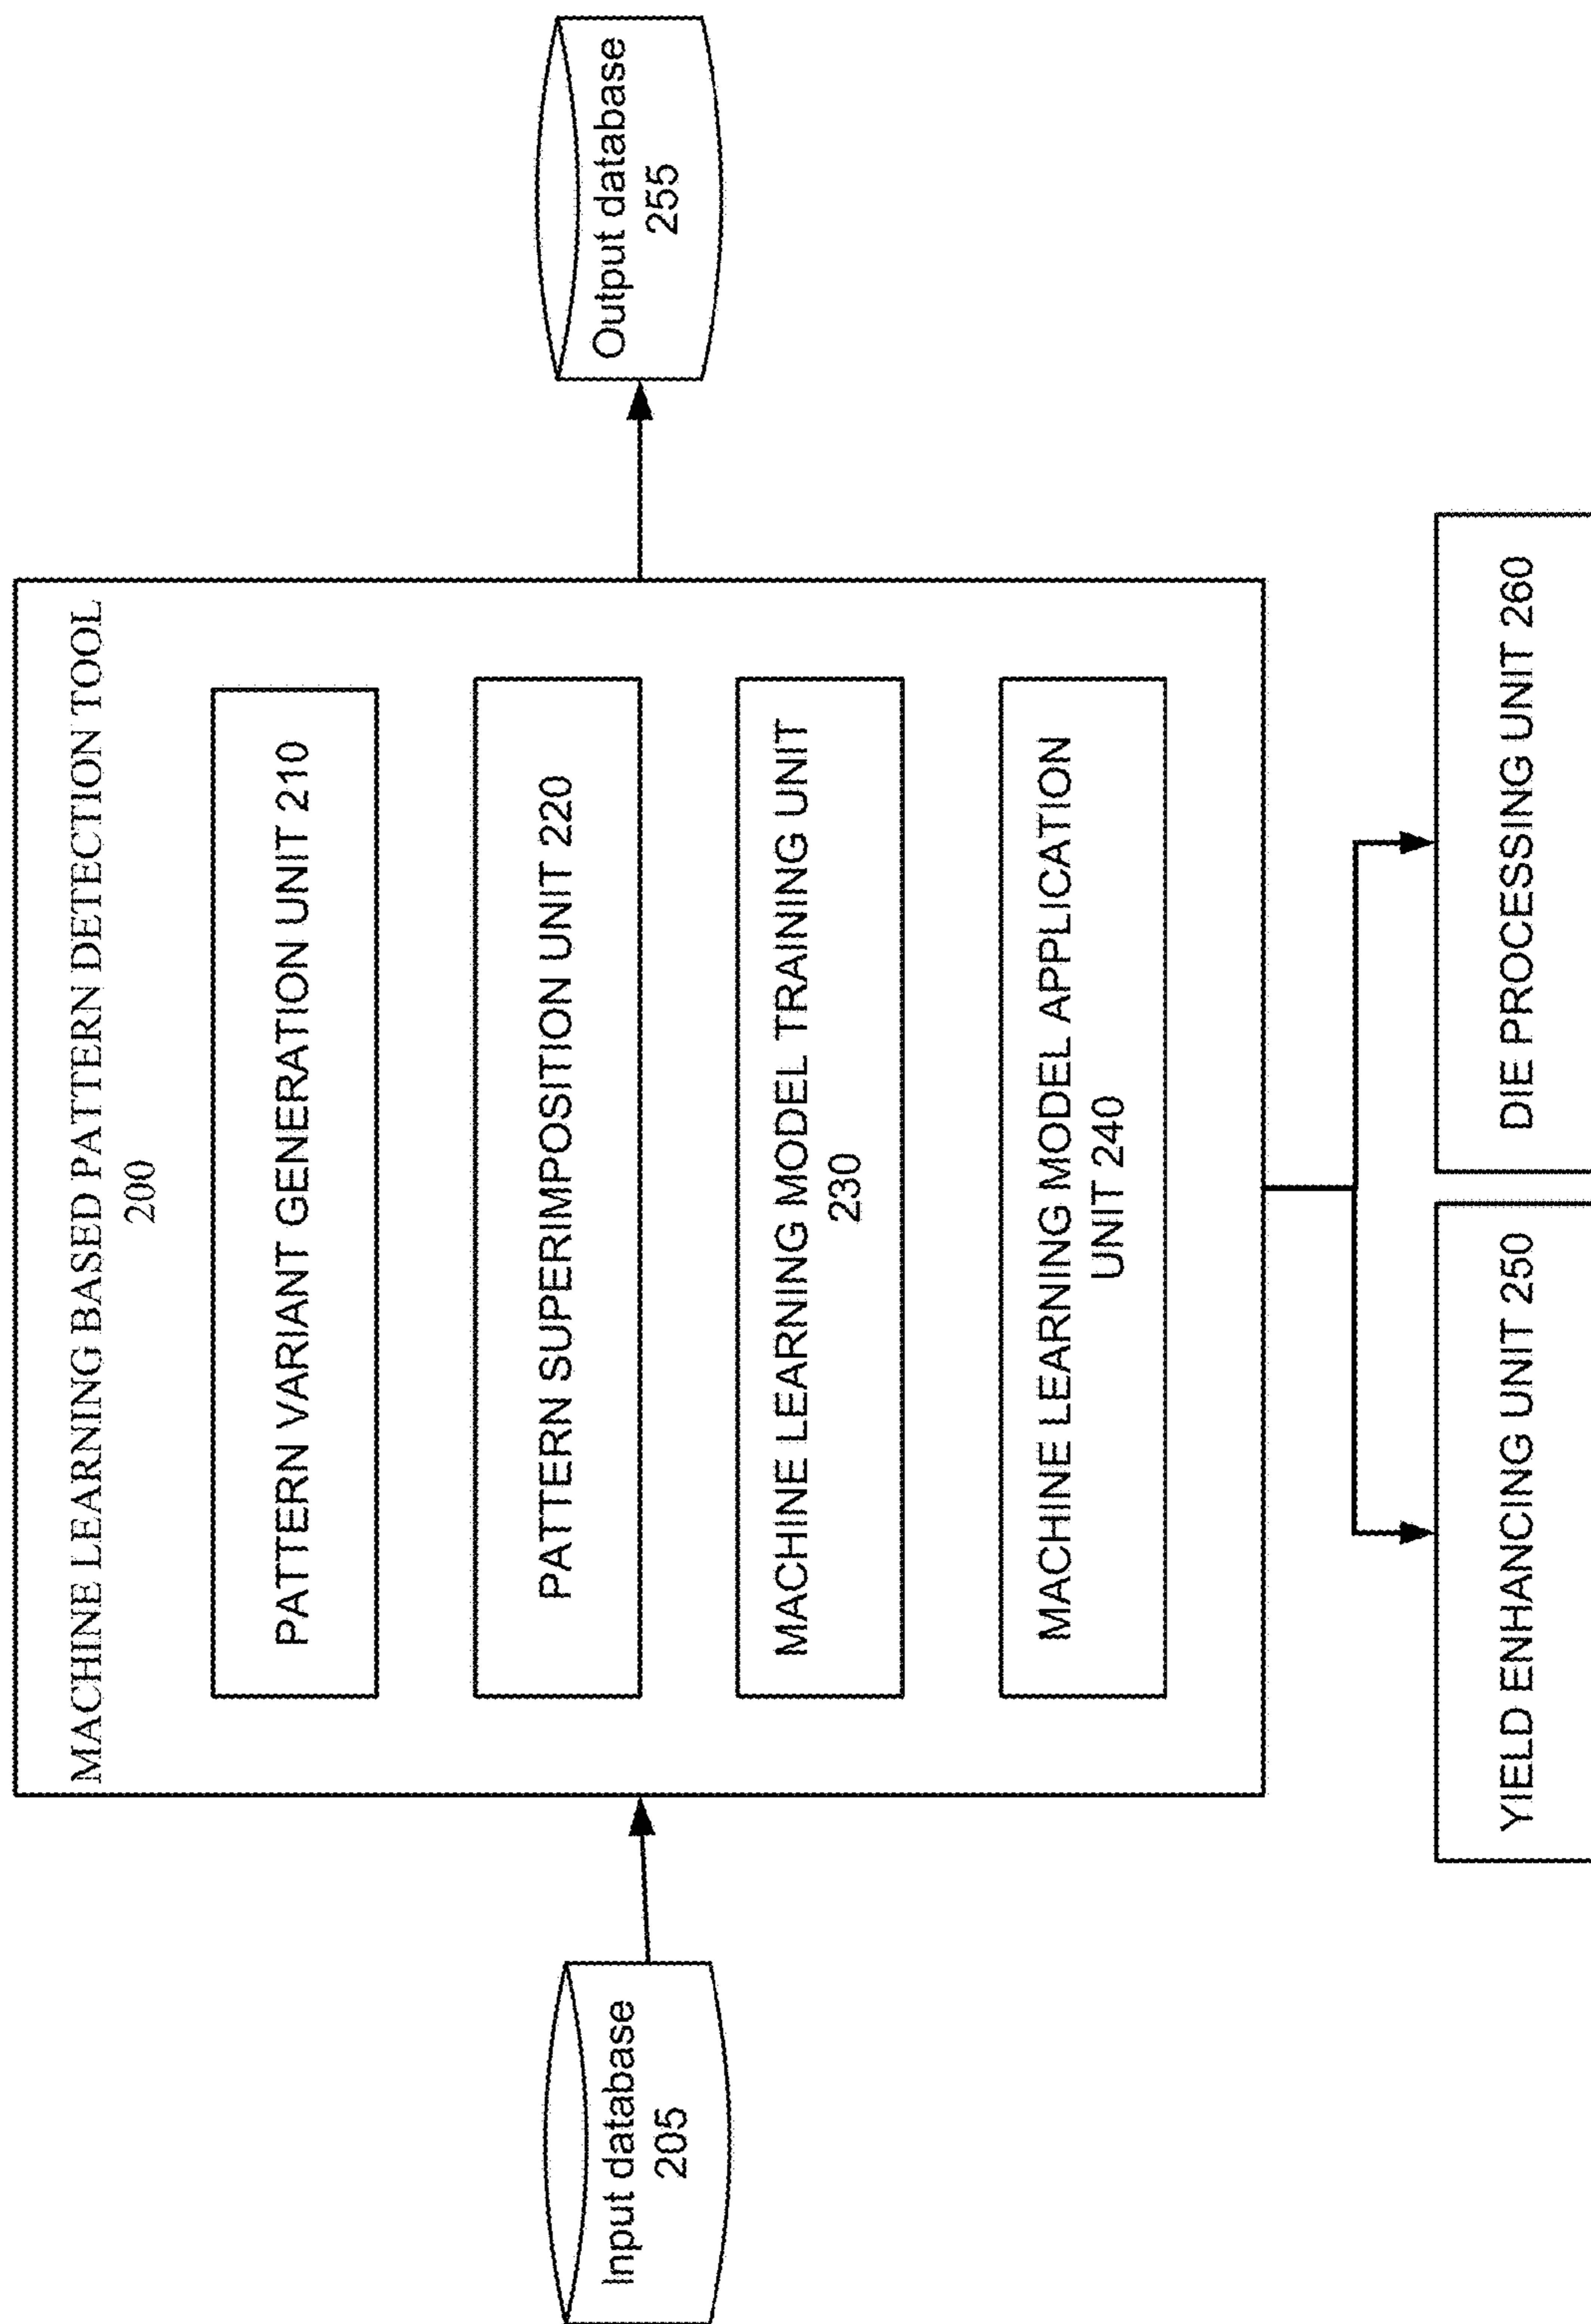 MACHINE LEARNING BASED PATTERN DETECTION TOOL
200
PATTERN VARIANT GENERATION UNIT 210
PATTERN SUPERIMPOSITION UNIT 220
MACHINE LEARNING MODEL TRAINING UNIT
230
MACHINE LEARNING MODEL APPLICATION
UNIT 240
Input database
205
Output database
255
YIELD ENHANCING UNIT 250
DIE PROCESSING UNIT 260